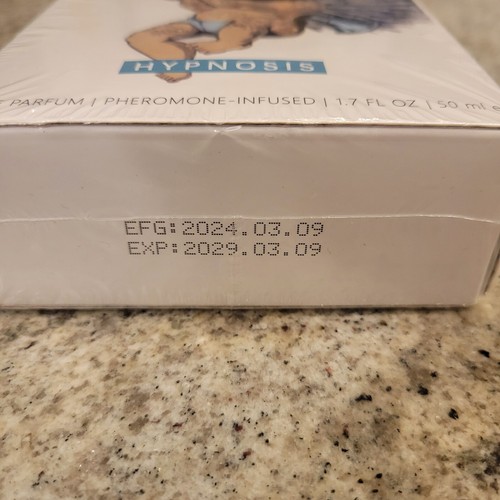 HYPNOSIS
PARFUM | PHEROMONE-INFUSED | 1.7 FL OZ | 50 ml e
EFG:2024.03.09
EXP:2029.03.09